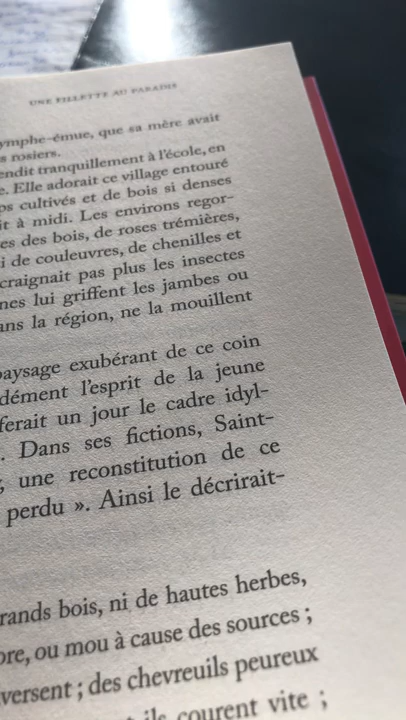 UNE FILLETTE AU PARADIS
ymphe-émue, que sa mère avait
s rosiers.
endit tranquillement à l'école, en
e. Elle adorait ce village entouré
ps cultivés et de bois si denses
it à midi. Les environs regor-
es des bois, de roses trémières,
i de couleuvres, de chenilles et
craignait pas plus les insectes
nes lui griffent les jambes ou
ans la région, ne la mouillent
paysage exubérant de ce coin
dément l'esprit de la jeune
ferait un jour le cadre idyl-
. Dans ses fictions, Saint-
, une reconstitution de ce
perdu ». Ainsi le décrirait-
rands bois, ni de hautes herbes,
bre, ou mou à cause des sources ;
versent ; des chevreuils peureux
ils courent vite ;